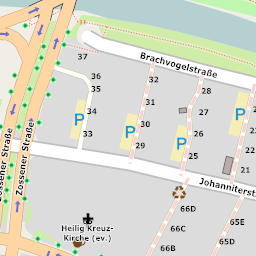 Brachvogelstraße
37
36
35
34
33
32
31
30
29
28
27
26
25
24
23
22
21
P
P
P
P
Johanniterst
Zossener Straße
Zossener Straße
Heilig Kreuz-
Kirche (ev.)
66D
66C
66B
65E
65D